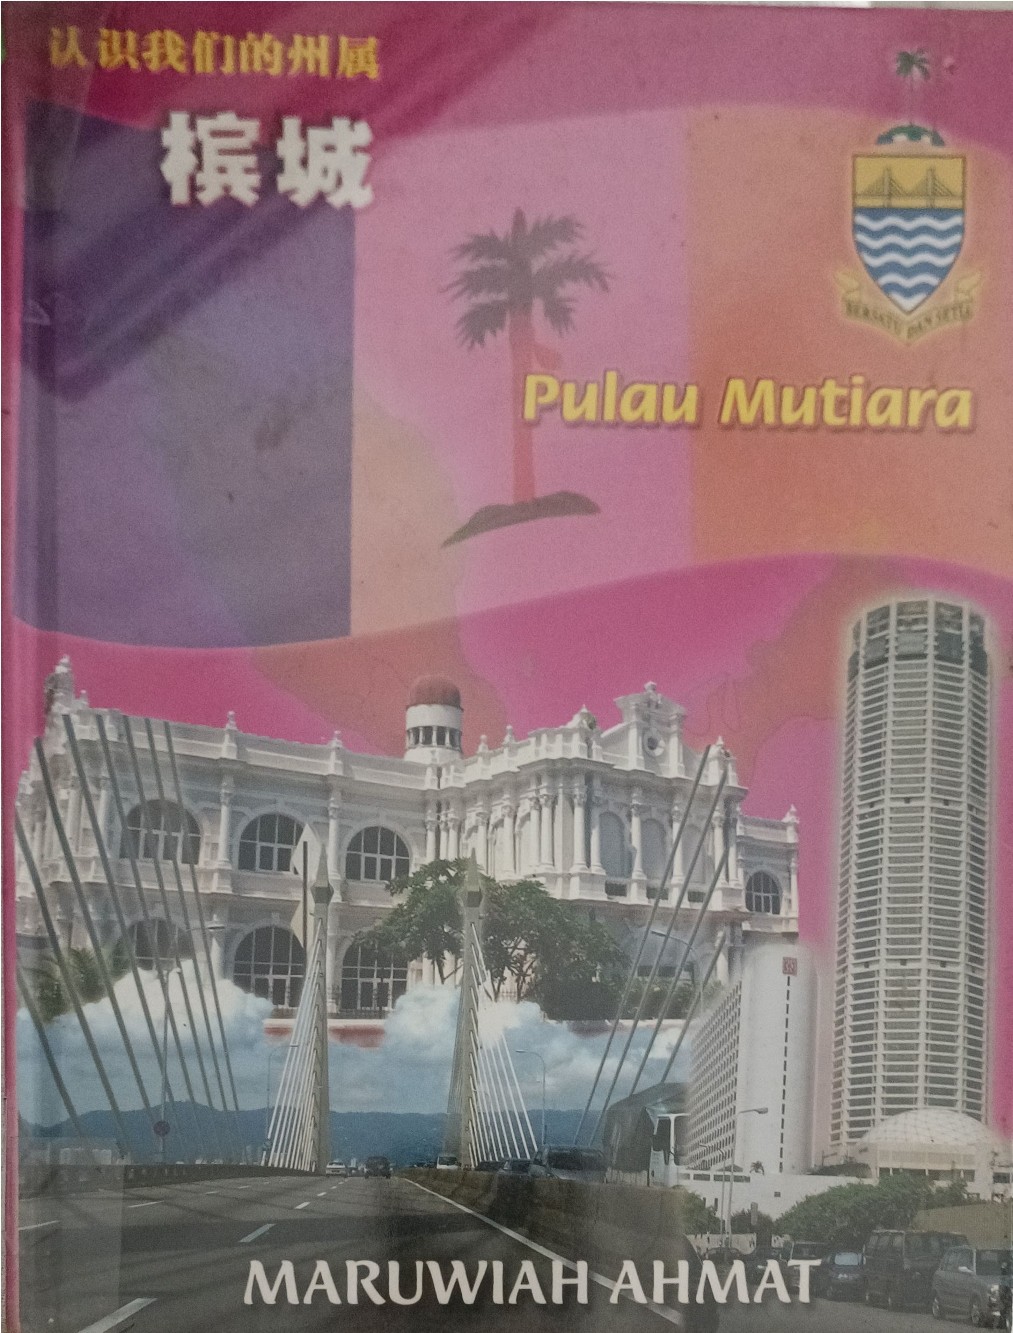 认识我们的州属
槟城
BERSATU DAN SETIA
Pulau Mutiara
MARUWIAH AHMAT